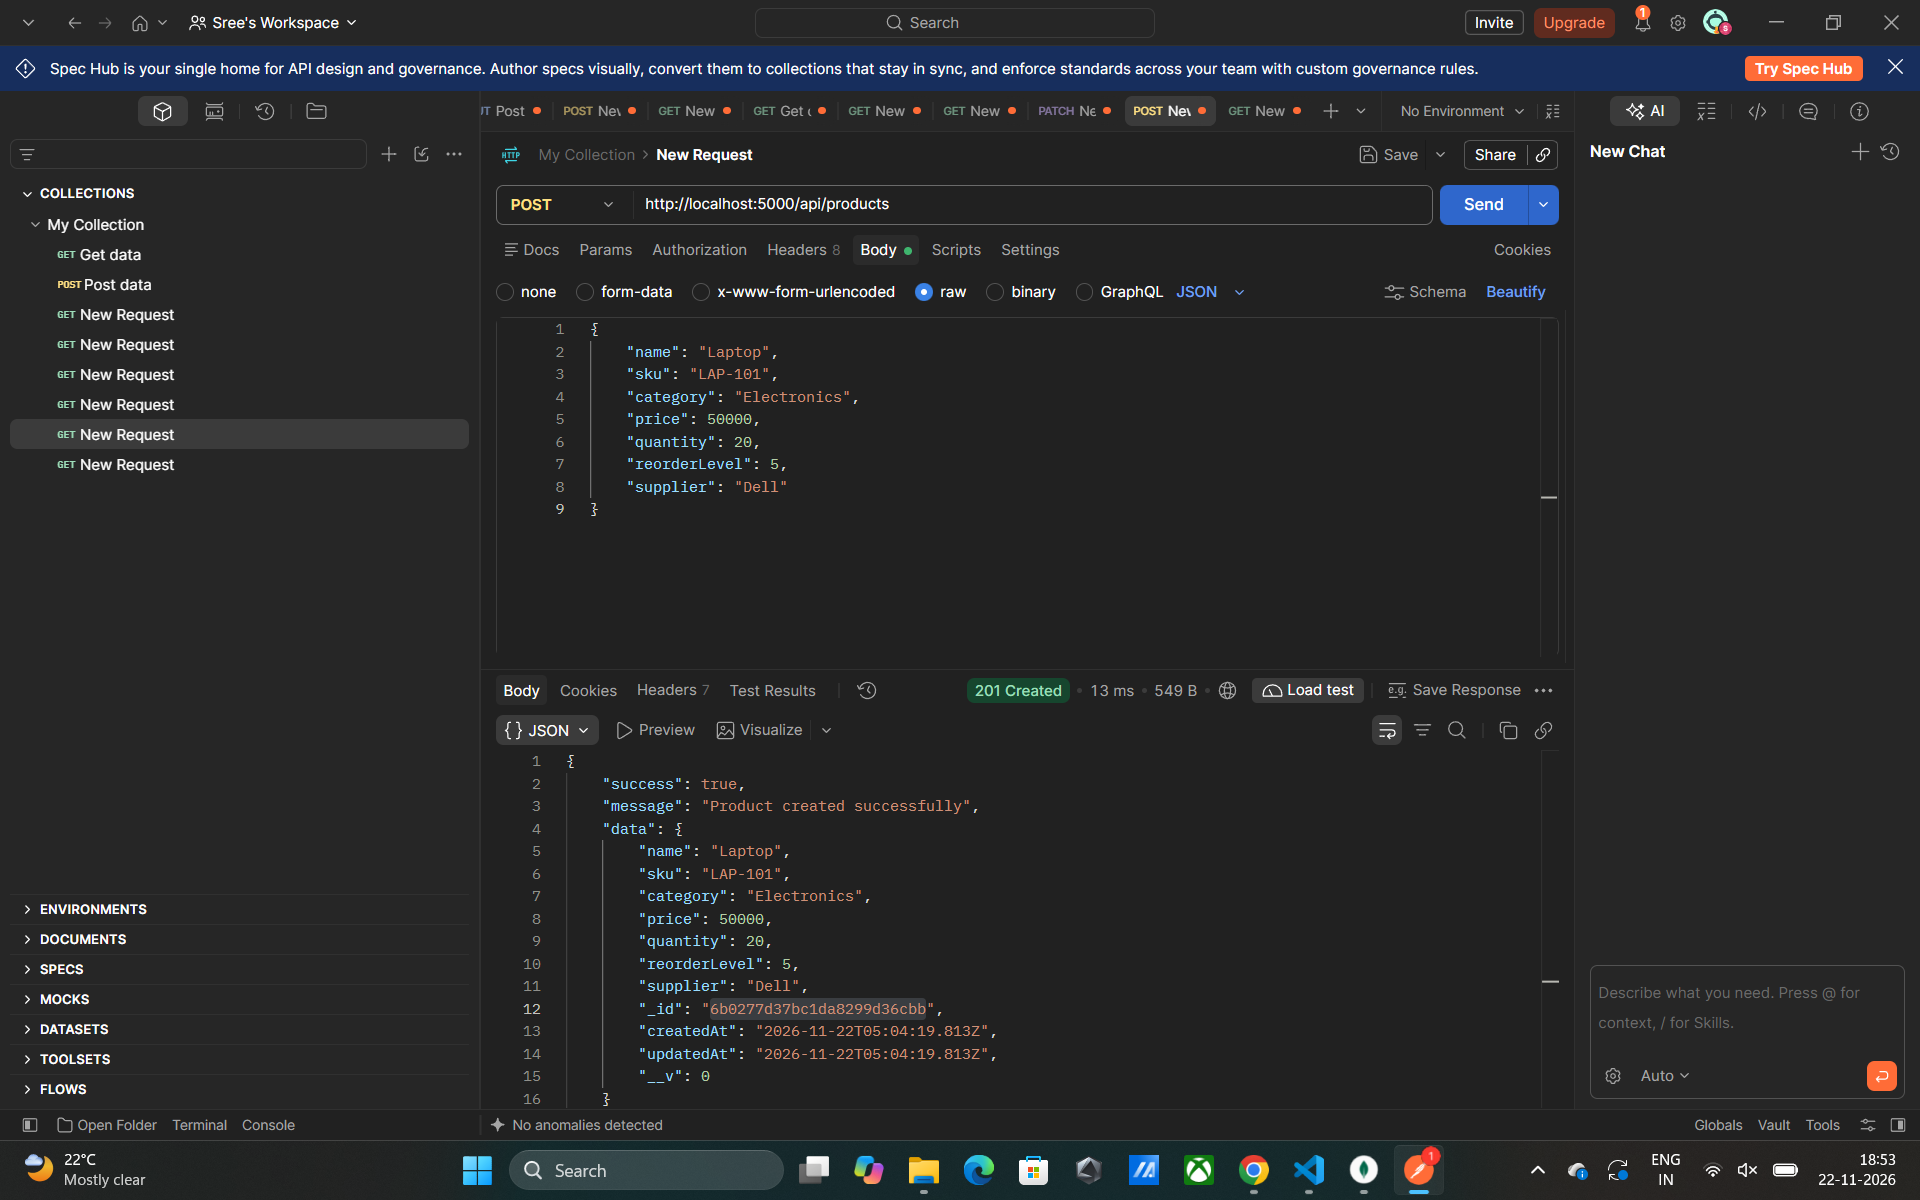 Sree's Workspace
Search
Invite
Upgrade
1
Spec Hub is your single home for API design and governance. Author specs visually, convert them to collections that stay in sync, and enforce standards across your team with custom governance rules.
Try Spec Hub
Post
POST New
GET New
GET Get
GET New
GET New
PATCH Ne
POST New
GET New
No Environment
AI
My Collection > New Request
Save
Share
New Chat
COLLECTIONS
My Collection
GET Get data
POST Post data
GET New Request
GET New Request
GET New Request
GET New Request
GET New Request
GET New Request
HTTP
POST
http://localhost:5000/api/products
Send
Docs
Params
Authorization
Headers 8
Body
Scripts
Settings
Cookies
none
form-data
x-www-form-urlencoded
raw
binary
GraphQL
JSON
Schema
Beautify
1 {
2 "name": "Laptop",
3 "sku": "LAP-101",
4 "category": "Electronics",
5 "price": 50000,
6 "quantity": 20,
7 "reorderLevel": 5,
8 "supplier": "Dell"
9 }
Body
Cookies
Headers 7
Test Results
201 Created
13 ms
549 B
Load test
e.g. Save Response
{} JSON
Preview
Visualize
1 {
2 "success": true,
3 "message": "Product created successfully",
4 "data": {
5 "name": "Laptop",
6 "sku": "LAP-101",
7 "category": "Electronics",
8 "price": 50000,
9 "quantity": 20,
10 "reorderLevel": 5,
11 "supplier": "Dell",
12 "_id": "6b0277d37bc1da8299d36cbb",
13 "createdAt": "2026-11-22T05:04:19.813Z",
14 "updatedAt": "2026-11-22T05:04:19.813Z",
15 "__v": 0
16 }
ENVIRONMENTS
DOCUMENTS
SPECS
MOCKS
DATASETS
TOOLSETS
FLOWS
Describe what you need. Press @ for
context, / for Skills.
Auto
Open Folder
Terminal
Console
No anomalies detected
Globals
Vault
Tools
22°C
Mostly clear
Search
1
ENG
IN
18:53
22-11-2026